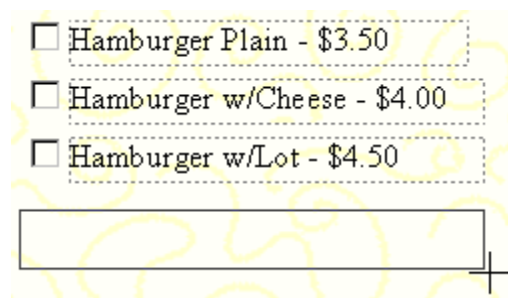 Hamburger Plain - $3.50
Hamburger w/Cheese - $4.00
Hamburger w/Lot - $4.50